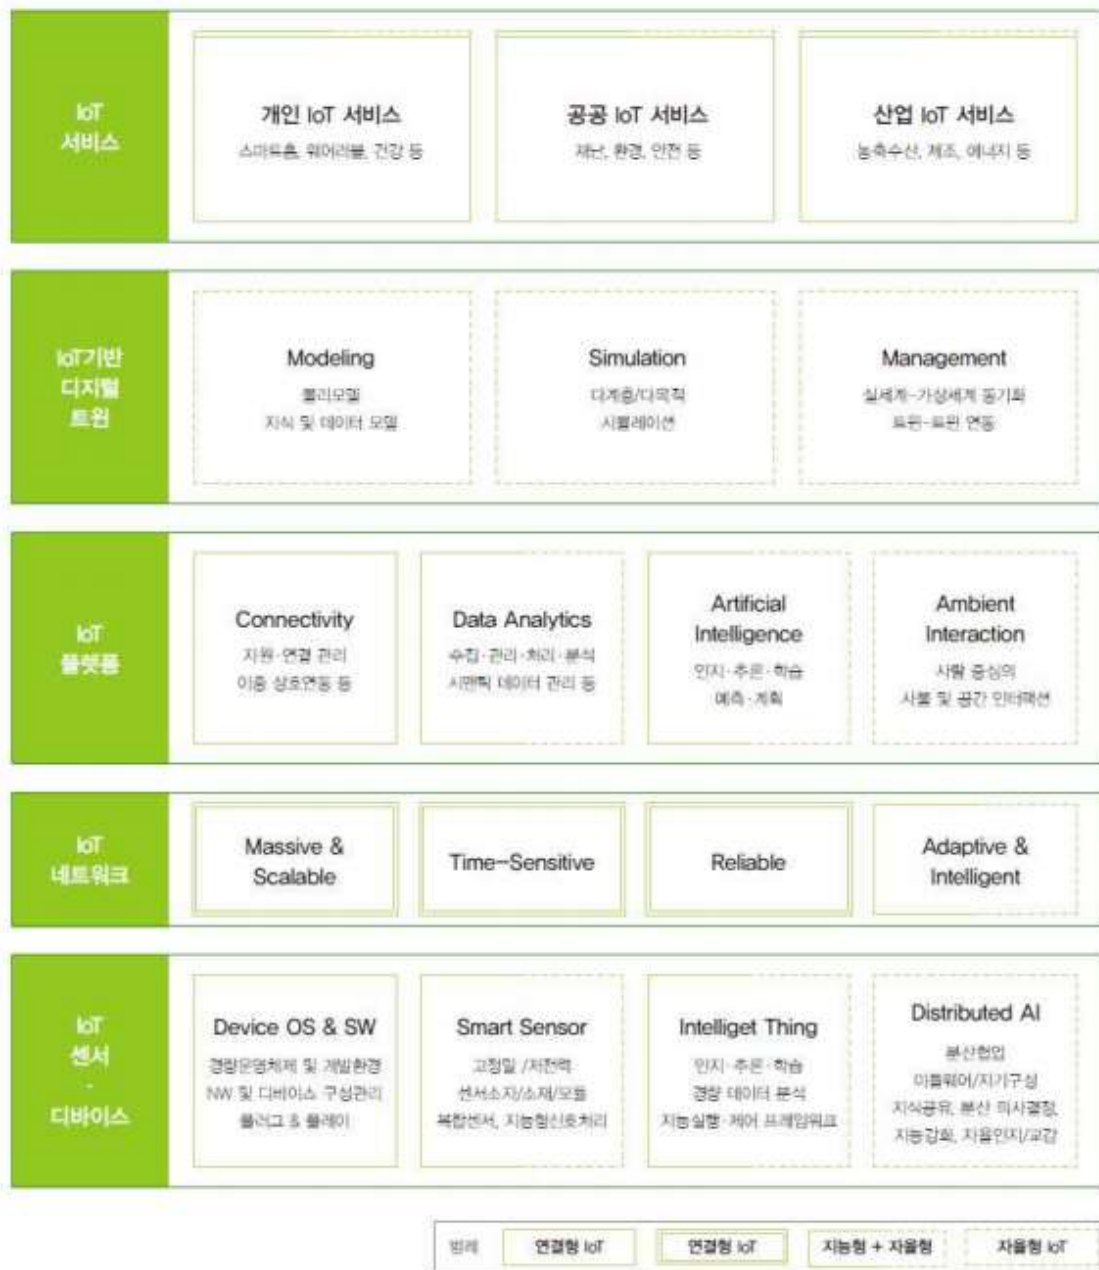 IoT
서비스
개인 IoT 서비스
스마트홈, 웨어러블, 건강 등
공공 IoT 서비스
재난, 환경, 안전 등
산업 IoT 서비스
농축수산, 제조, 에너지 등
IoT기반
디지털
트윈
Modeling
물리모델
지식 및 데이터 모델
Simulation
다계층/다목적
시뮬레이션
Management
실세계-가상세계 동기화
트윈-트윈 연동
IoT
플랫폼
Connectivity
자원·연결 관리
이종 상호연동 등
Data Analytics
수집·관리·처리·분석
시맨틱 데이터 관리 등
Artificial
Intelligence
인지·추론·학습
예측·계획
Ambient
Interaction
사람 중심의
사물 및 공간 인터랙션
IoT
네트워크
Massive &
Scalable
Time-Sensitive
Reliable
Adaptive &
Intelligent
IoT
센서
·
디바이스
Device OS & SW
경량운영체제 및 개발환경
NW 및 디바이스 구성관리
플러그 & 플레이
Smart Sensor
고정밀 /저전력
센서소자/소재/모듈
복합센서, 지능형신호처리
Intelliget Thing
인지·추론·학습
경량 데이터 분석
지능실행·제어 프레임워크
Distributed AI
분산협업
미들웨어/자기구성
지식공유, 분산 의사결정,
지능강화, 자율인지/교감
범례
연결형 IoT
연결형 IoT
지능형 + 자율형
자율형 IoT